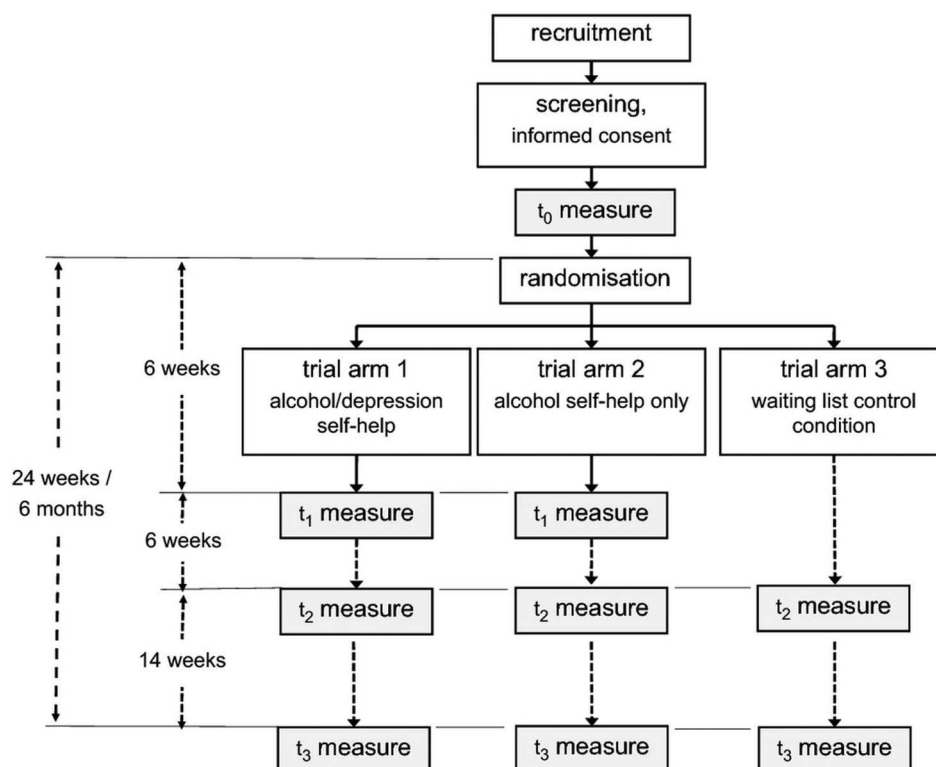 recruitment
screening,
informed consent
t₀ measure
randomisation
6 weeks
trial arm 1
alcohol/depression
self-help
trial arm 2
alcohol self-help only
trial arm 3
waiting list control
condition
24 weeks /
6 months
t₁ measure
t₁ measure
6 weeks
t₂ measure
t₂ measure
t₂ measure
14 weeks
t₃ measure
t₃ measure
t₃ measure